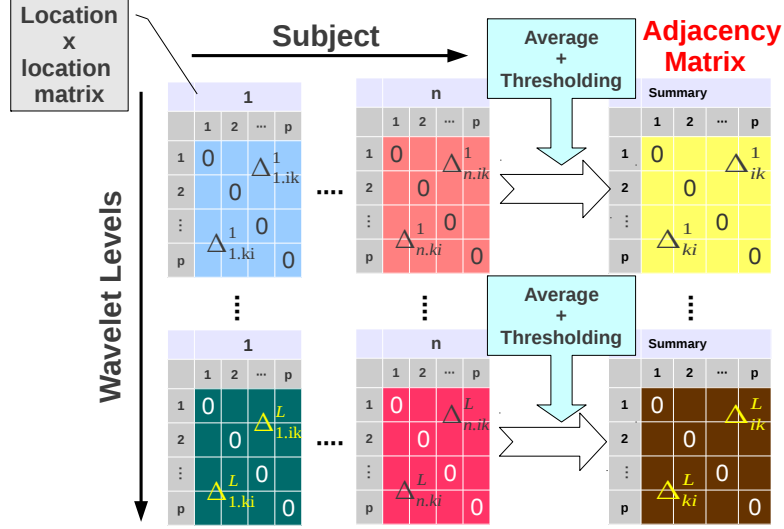 Location
x
location
matrix
Subject
Average
+
Thresholding
Adjacency
Matrix
Wavelet Levels
1
1 2 ... p
1 0 Δ¹₁.ᵢₖ
2 0
⋮ Δ¹₁.ₖᵢ 0
p 0
....
n
1 2 ... p
1 0 Δ¹ₙ.ᵢₖ
2 0
⋮ Δ¹ₙ.ₖᵢ 0
p 0
Summary
1 2 ... p
1 0 Δ¹ᵢₖ
2 0
⋮ Δ¹ₖᵢ 0
p 0
⋮ ⋮ ⋮
Average
+
Thresholding
1
1 2 ... p
1 0 Δᴸ₁.ᵢₖ
2 0
⋮ Δᴸ₁.ₖᵢ 0
p 0
....
n
1 2 ... p
1 0 Δᴸₙ.ᵢₖ
2 0
⋮ Δᴸₙ.ₖᵢ 0
p 0
Summary
1 2 ... p
1 0 Δᴸᵢₖ
2 0
⋮ Δᴸₖᵢ 0
p 0